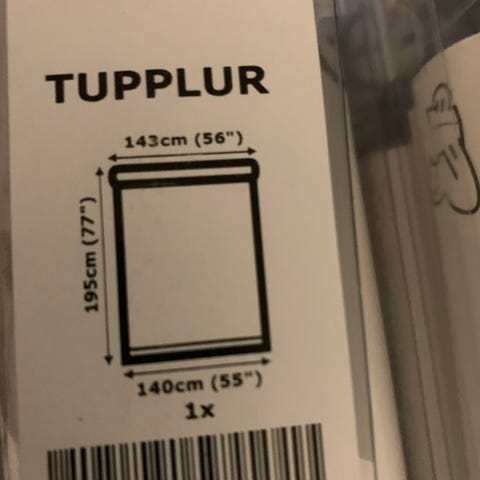 TUPPLUR
143cm (56")
195cm (77")
140cm (55")
1x